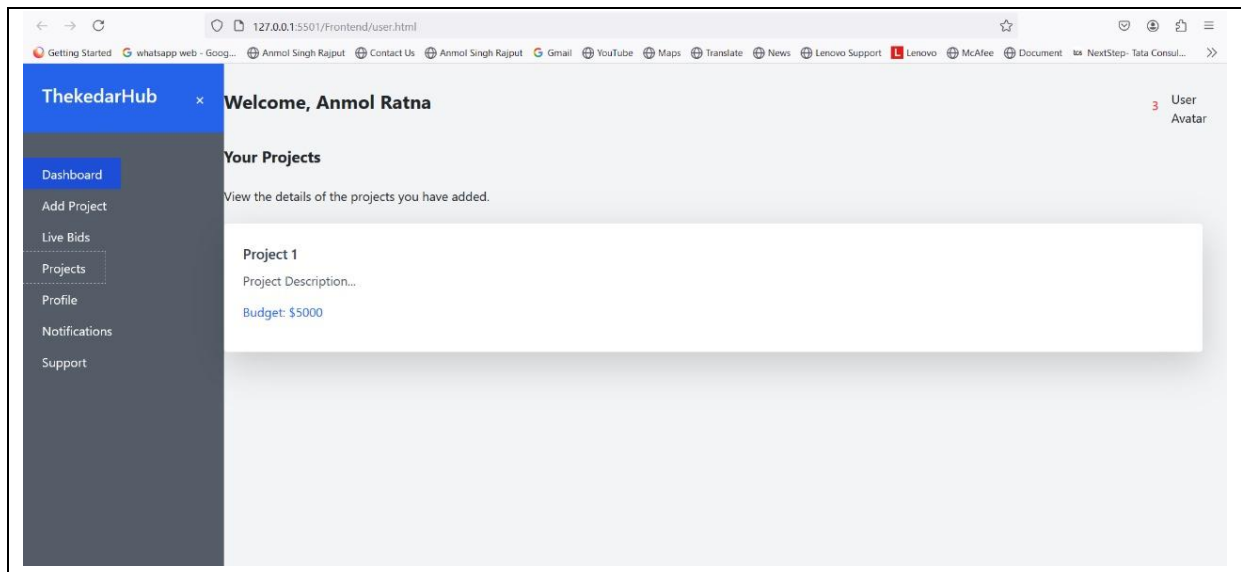 127.0.0.1:5501/Frontend/user.html
Getting Started G whatsapp web - Goog... Anmol Singh Rajput Contact Us Anmol Singh Rajput G Gmail YouTube Maps Translate News Lenovo Support L Lenovo McAfee Document tcs NextStep- Tata Consul...
ThekedarHub ×
Welcome, Anmol Ratna
3
User
Avatar
Dashboard
Add Project
Live Bids
Projects
Profile
Notifications
Support
Your Projects
View the details of the projects you have added.
Project 1
Project Description...
Budget: $5000